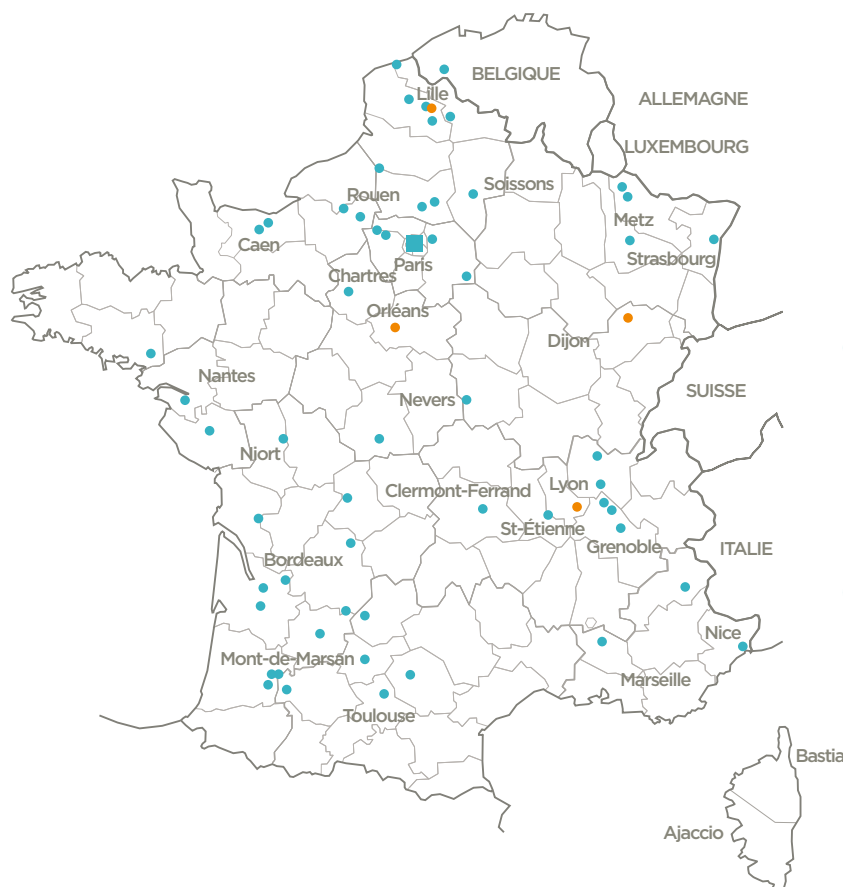 BELGIQUE
Lille
ALLEMAGNE
LUXEMBOURG
Soissons
Rouen
Metz
Caen
Strasbourg
Paris
Chartres
Orléans
Dijon
Nantes
SUISSE
Nevers
Niort
Lyon
Clermont-Ferrand
St-Étienne
Grenoble
ITALIE
Bordeaux
Nice
Mont-de-Marsan
Marseille
Toulouse
Bastia
Ajaccio